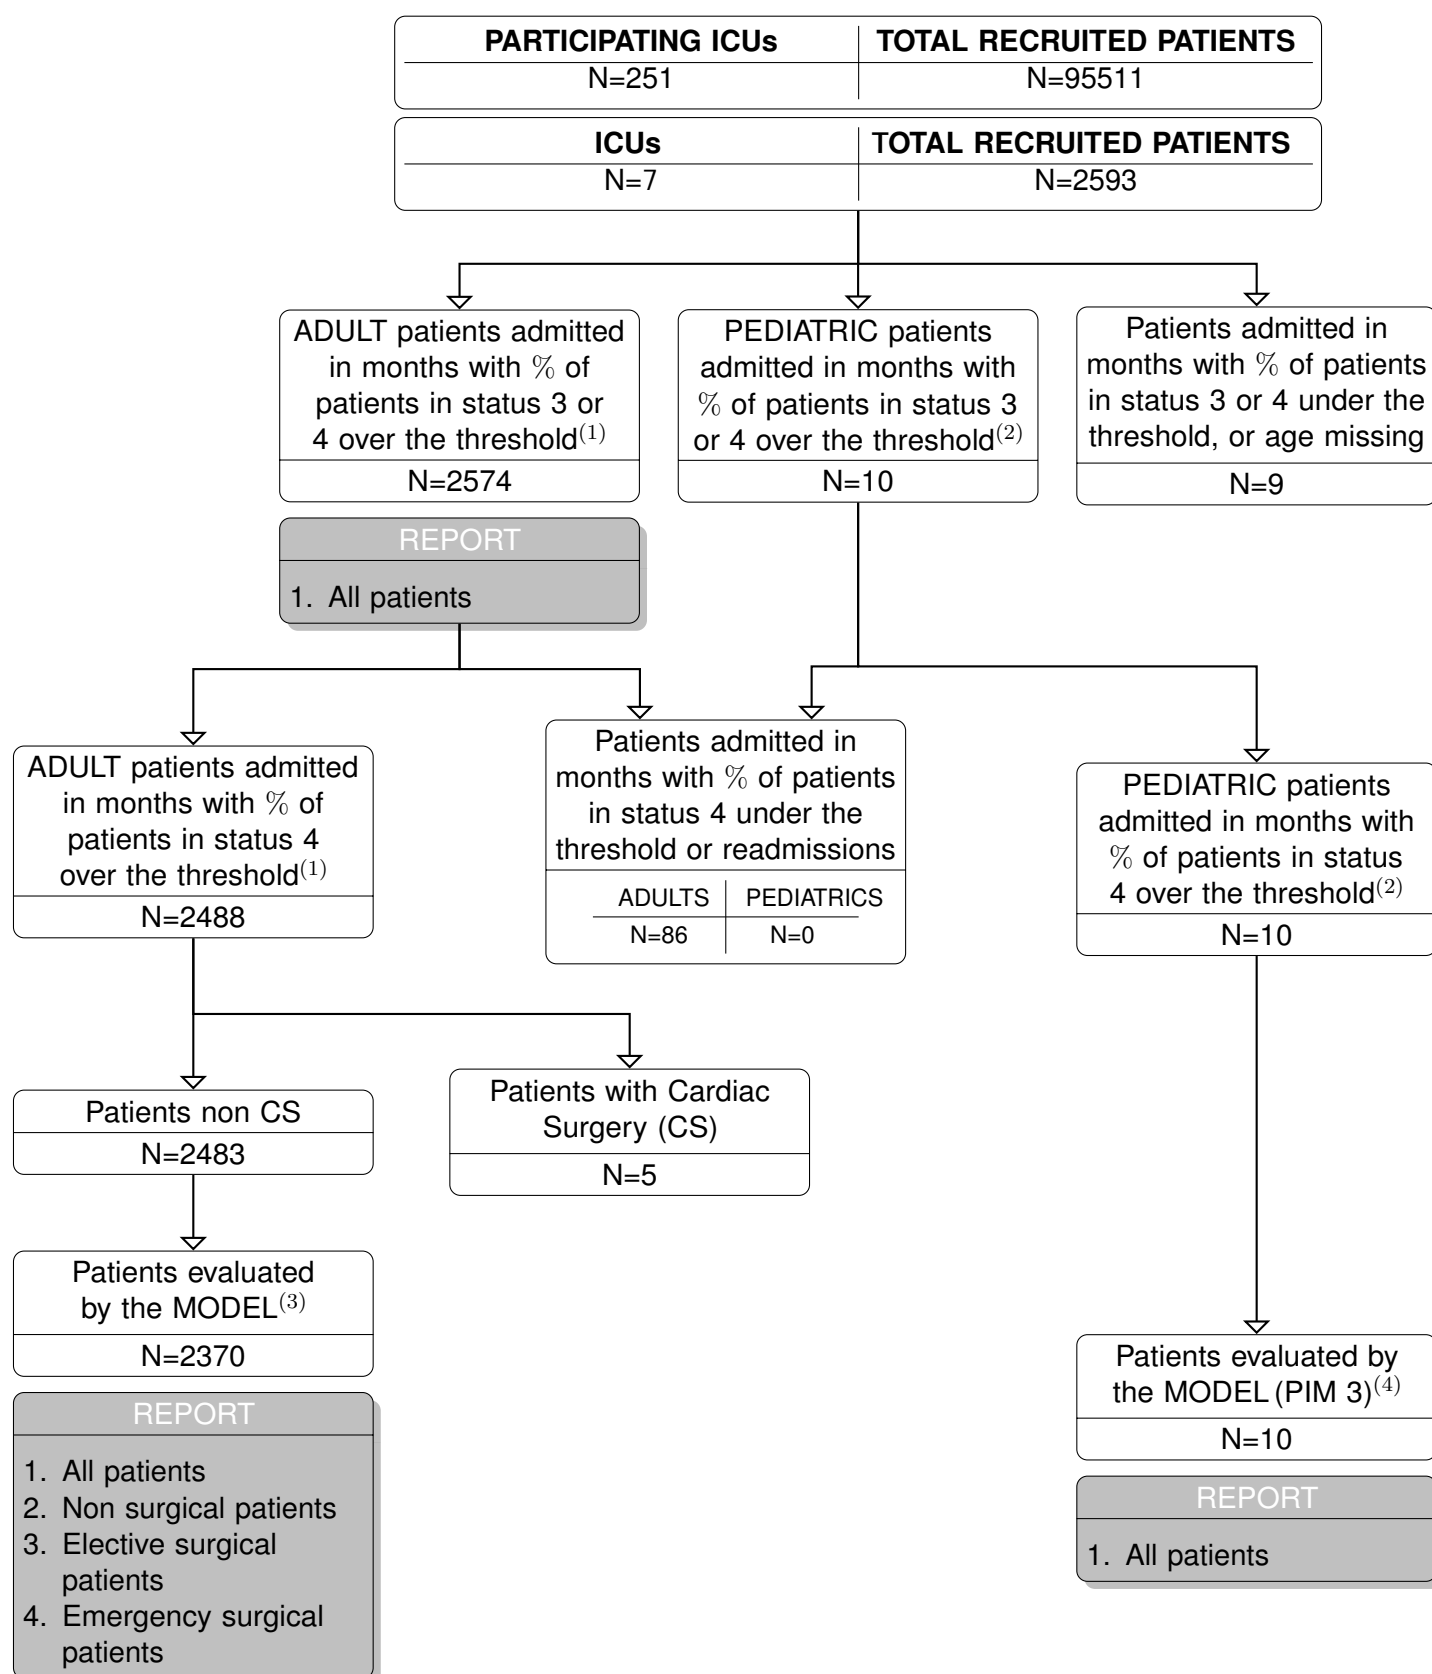 PARTICIPATING ICUs TOTAL RECRUITED PATIENTS
N=251 N=95511
ICUs TOTAL RECRUITED PATIENTS
N=7 N=2593
ADULT patients admitted
in months with % of
patients in status 3 or
4 over the threshold(1)
N=2574
PEDIATRIC patients
admitted in months with
% of patients in status 3
or 4 over the threshold(2)
N=10
Patients admitted in
months with % of patients
in status 3 or 4 under the
threshold, or age missing
N=9
REPORT
1. All patients
ADULT patients admitted
in months with % of
patients in status 4
over the threshold(1)
N=2488
Patients admitted in
months with % of patients
in status 4 under the
threshold or readmissions
ADULTS PEDIATRICS
N=86 N=0
PEDIATRIC patients
admitted in months with
% of patients in status
4 over the threshold(2)
N=10
Patients non CS
N=2483
Patients with Cardiac
Surgery (CS)
N=5
Patients evaluated
by the MODEL(3)
N=2370
REPORT
1. All patients
2. Non surgical patients
3. Elective surgical
patients
4. Emergency surgical
patients
Patients evaluated by
the MODEL (PIM 3)(4)
N=10
REPORT
1. All patients